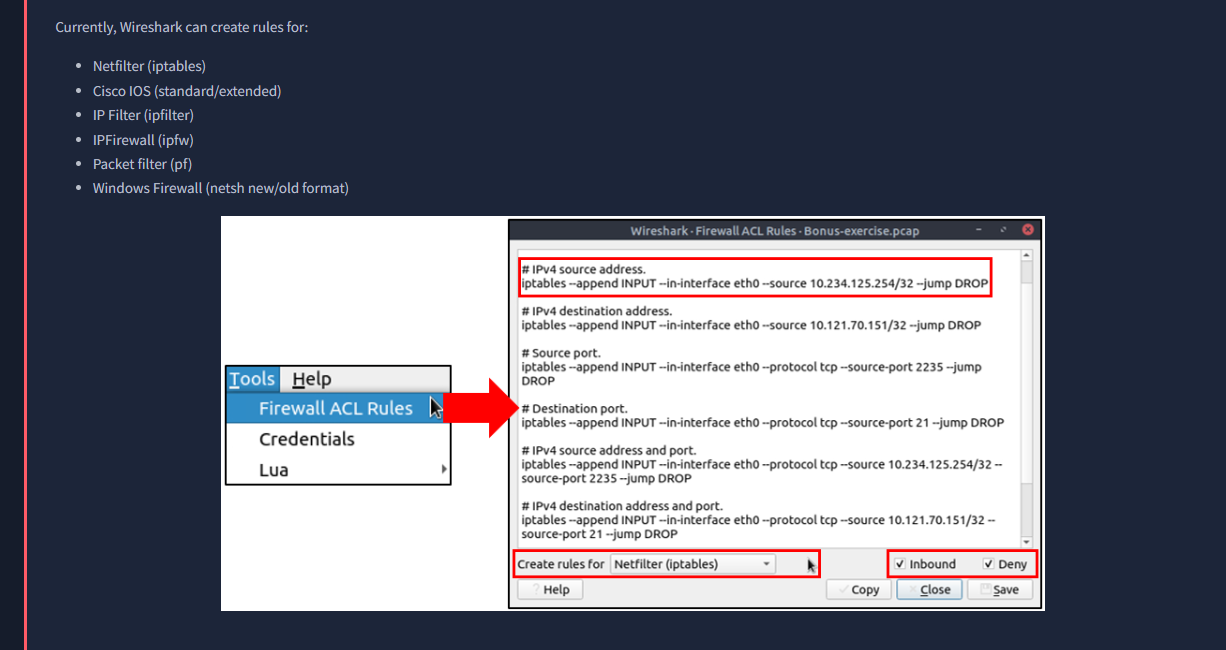 Currently, Wireshark can create rules for:
Netfilter (iptables)
Cisco IOS (standard/extended)
IP Filter (ipfilter)
IPFirewall (ipfw)
Packet filter (pf)
Windows Firewall (netsh new/old format)
Tools Help
Firewall ACL Rules
Credentials
Lua
Wireshark · Firewall ACL Rules · Bonus-exercise.pcap
# IPv4 source address.
iptables --append INPUT --in-interface eth0 --source 10.234.125.254/32 --jump DROP
# IPv4 destination address.
iptables --append INPUT --in-interface eth0 --source 10.121.70.151/32 --jump DROP
# Source port.
iptables --append INPUT --in-interface eth0 --protocol tcp --source-port 2235 --jump
DROP
# Destination port.
iptables --append INPUT --in-interface eth0 --protocol tcp --source-port 21 --jump DROP
# IPv4 source address and port.
iptables --append INPUT --in-interface eth0 --protocol tcp --source 10.234.125.254/32 --
source-port 2235 --jump DROP
# IPv4 destination address and port.
iptables --append INPUT --in-interface eth0 --protocol tcp --source 10.121.70.151/32 --
source-port 21 --jump DROP
Create rules for Netfilter (iptables) Inbound Deny
? Help Copy Close Save